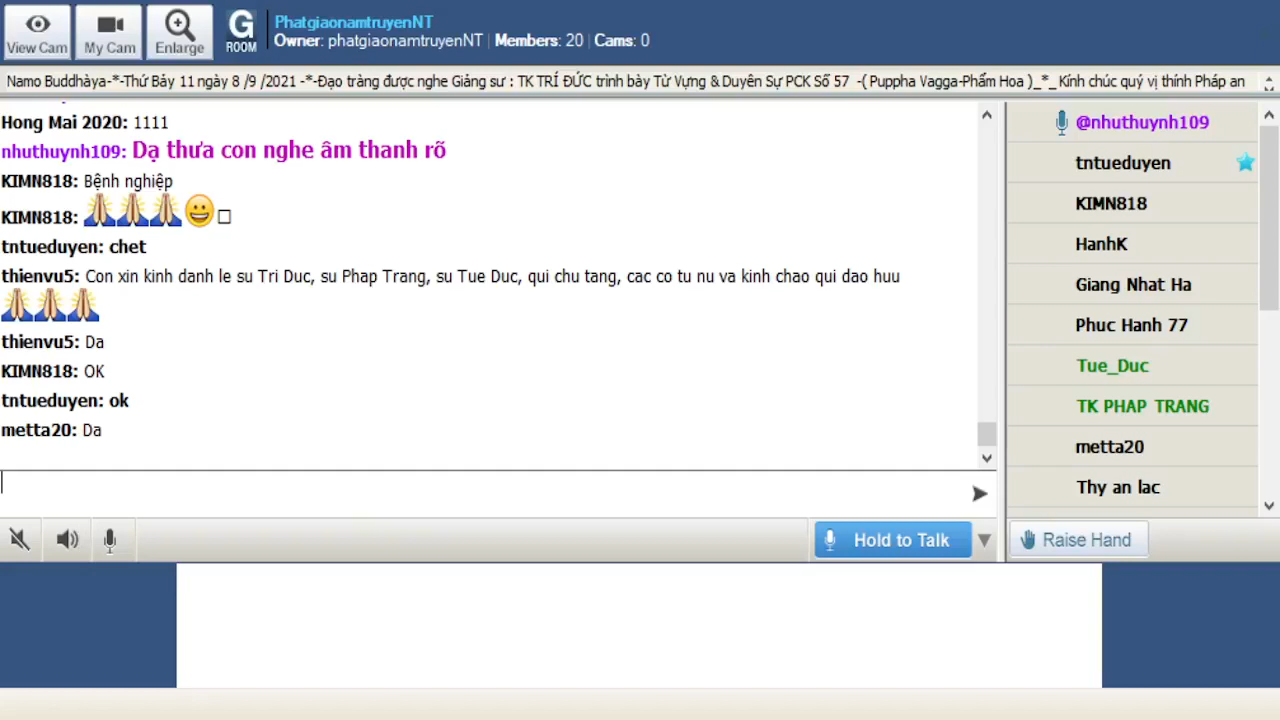 View Cam
My Cam
Enlarge
G
ROOM
PhatgiaonamtruyenNT
Owner: phatgiaonamtruyenNT | Members: 20 | Cams: 0
Namo Buddhàya-*-Thứ Bảy 11 ngày 8 /9 /2021 -*-Đạo tràng được nghe Giảng sư : TK TRÍ ĐỨC trình bày Từ Vựng & Duyên Sự PCK Số 57 -( Puppha Vagga-Phẩm Hoa )_*_Kính chúc quý vị thính Pháp an
Hong Mai 2020: 1111
nhuthuynh109: Dạ thưa con nghe âm thanh rõ
KIMN818: Bệnh nghiệp
KIMN818:
tntueduyen: chet
thienvu5: Con xin kinh danh le su Tri Duc, su Phap Trang, su Tue Duc, qui chu tang, cac co tu nu va kinh chao qui dao huu
thienvu5: Da
KIMN818: OK
tntueduyen: ok
metta20: Da
@nhuthuynh109
tntueduyen
KIMN818
HanhK
Giang Nhat Ha
Phuc Hanh 77
Tue_Duc
TK PHAP TRANG
metta20
Thy an lac
Hold to Talk
Raise Hand